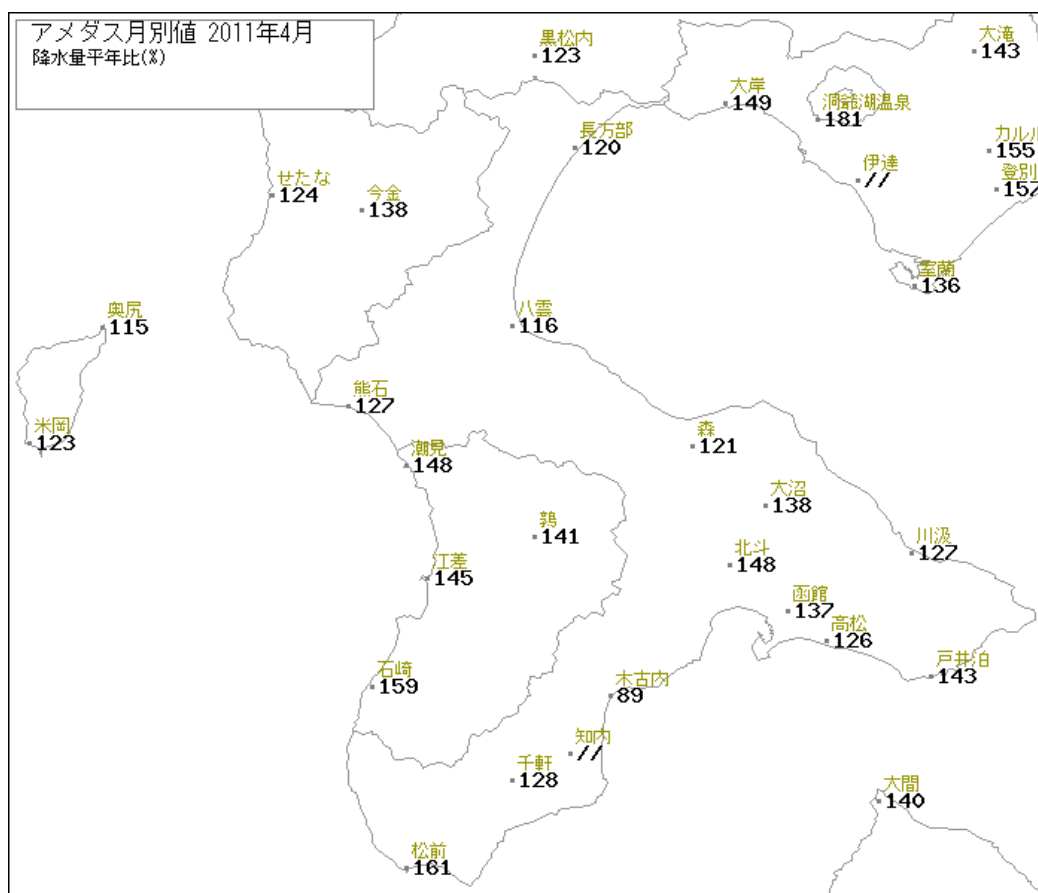 アメダス月別値 2011年4月
降水量平年比(%)
黒松内
123
大滝
143
大岸
149
洞爺湖温泉
181
長万部
120
カルル
155
伊達
//
登別
157
せたな
124
今金
138
室蘭
136
奥尻
115
八雲
116
熊石
127
米岡
123
潮見
148
森
121
大沼
138
鶉
141
川汲
127
北斗
148
江差
145
函館
137
高松
126
石崎
159
戸井泊
143
木古内
89
知内
//
千軒
128
大間
140
松前
161